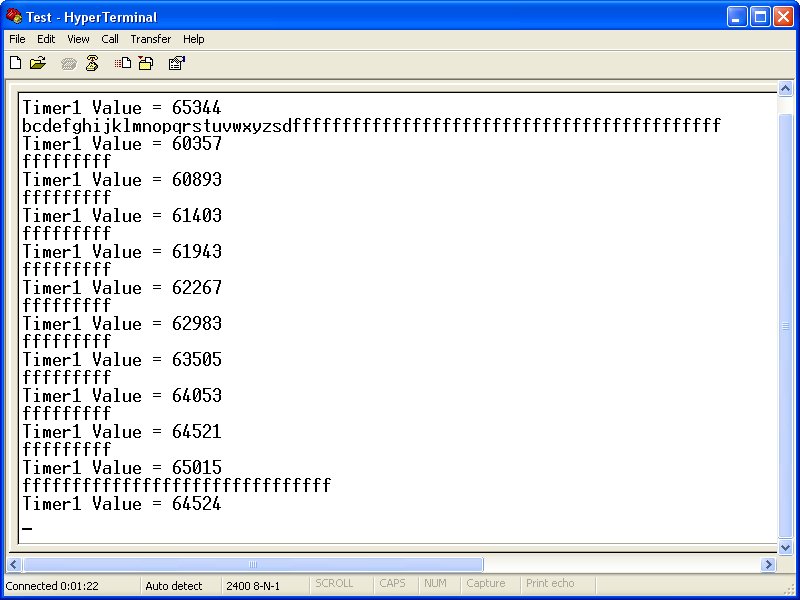 Test - HyperTerminal
File Edit View Call Transfer Help
Timer1 Value = 65344
bcdefghijklmnopqrstuvwxyzsdfffffffffffffffffffffffffffffffffffffffffff
Timer1 Value = 60357
fffffffff
Timer1 Value = 60893
fffffffff
Timer1 Value = 61403
fffffffff
Timer1 Value = 61943
fffffffff
Timer1 Value = 62267
fffffffff
Timer1 Value = 62983
fffffffff
Timer1 Value = 63505
fffffffff
Timer1 Value = 64053
fffffffff
Timer1 Value = 64521
fffffffff
Timer1 Value = 65015
fffffffffffffffffffffffffffffff
Timer1 Value = 64524
_
Connected 0:01:22 Auto detect 2400 8-N-1 SCROLL CAPS NUM Capture Print echo